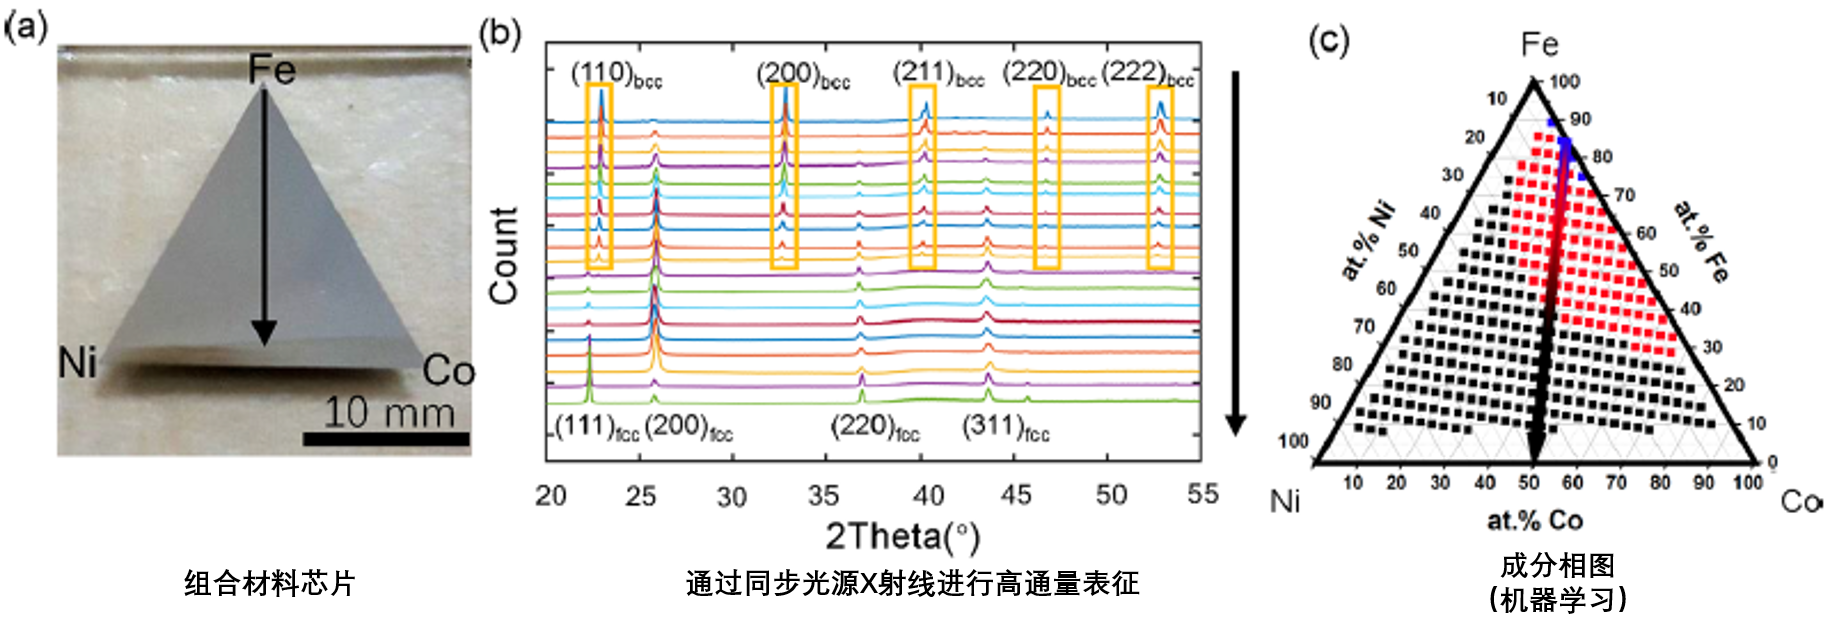 (a)
Fe
Ni
Co
10 mm
(b)
(110)bcc
(200)bcc
(211)bcc
(220)bcc
(222)bcc
Count
(111)fcc
(200)fcc
(220)fcc
(311)fcc
20
25
30
35
40
45
50
55
2Theta(°)
(c)
Fe
100
90
80
70
60
50
40
30
20
10
0
at.% Fe
10
20
30
40
50
60
70
80
90
100
at.% Ni
10
20
30
40
50
60
70
80
90
100
Ni
Co
at.% Co
组合材料芯片
通过同步光源X射线进行高通量表征
成分相图
(机器学习)